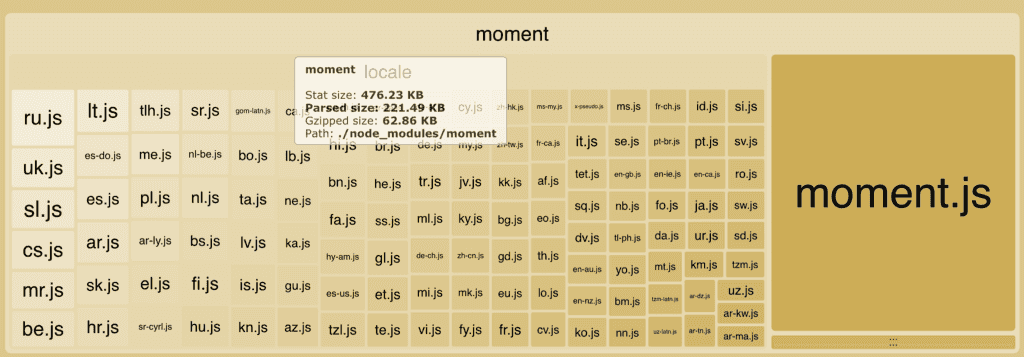 moment
moment locale
Stat size: 476.23 KB
Parsed size: 221.49 KB
Gzipped size: 62.86 KB
Path: ./node_modules/moment
ru.js lt.js tlh.js sr.js gom-latn.js cy.js ms-my.js x-pseudo.js ms.js fr-ch.js id.js si.js
uk.js es-do.js me.js nl-be.js bo.js lb.js br.js de.js my.js zh-tw.js fr-ca.js it.js se.js pt-br.js pt.js sv.js
sl.js es.js pl.js nl.js ta.js ne.js bn.js he.js tr.js jv.js kk.js af.js tet.js en-gb.js en-ie.js en-ca.js ro.js
moment.js
fa.js ss.js ml.js ky.js bg.js eo.js sq.js nb.js fo.js ja.js sw.js
cs.js ar.js ar-ly.js bs.js lv.js ka.js hy-am.js gl.js de-ch.js zh-cn.js gd.js th.js dv.js tl-ph.js da.js ur.js sd.js
mr.js sk.js el.js fi.js is.js gu.js es-us.js et.js mi.js mk.js eu.js lo.js en-au.js yo.js mt.js km.js tzm.js
en-nz.js bm.js tzm-latn.js ar-dz.js uz.js
be.js hr.js sr-cyrl.js hu.js kn.js az.js tzl.js te.js vi.js fy.js fr.js cv.js ko.js nn.js uz-latn.js ar-tn.js ar-kw.js
ar-ma.js